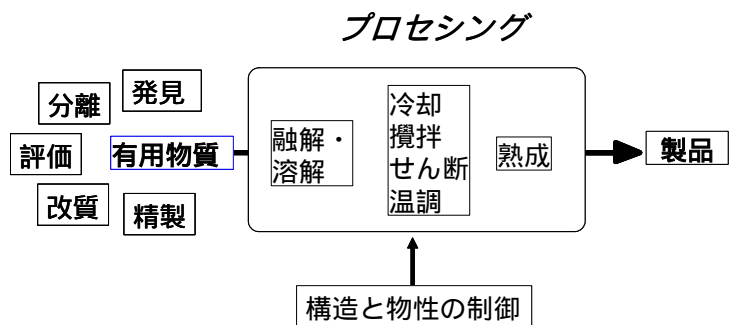 プロセシング
発見
分離
評価
有用物質
改質
精製
融解・
溶解
冷却
攪拌
せん断
温調
熟成
製品
構造と物性の制御